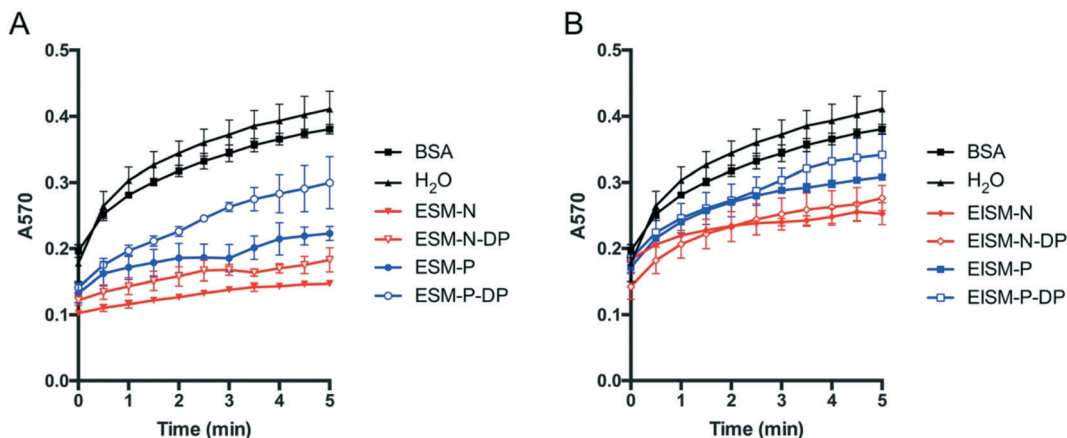 A
A570
0.5
0.4
0.3
0.2
0.1
0.0
0 1 2 3 4 5
Time (min)
BSA
H₂O
ESM-N
ESM-N-DP
ESM-P
ESM-P-DP
B
A570
0.5
0.4
0.3
0.2
0.1
0.0
0 1 2 3 4 5
Time (min)
BSA
H₂O
EISM-N
EISM-N-DP
EISM-P
EISM-P-DP